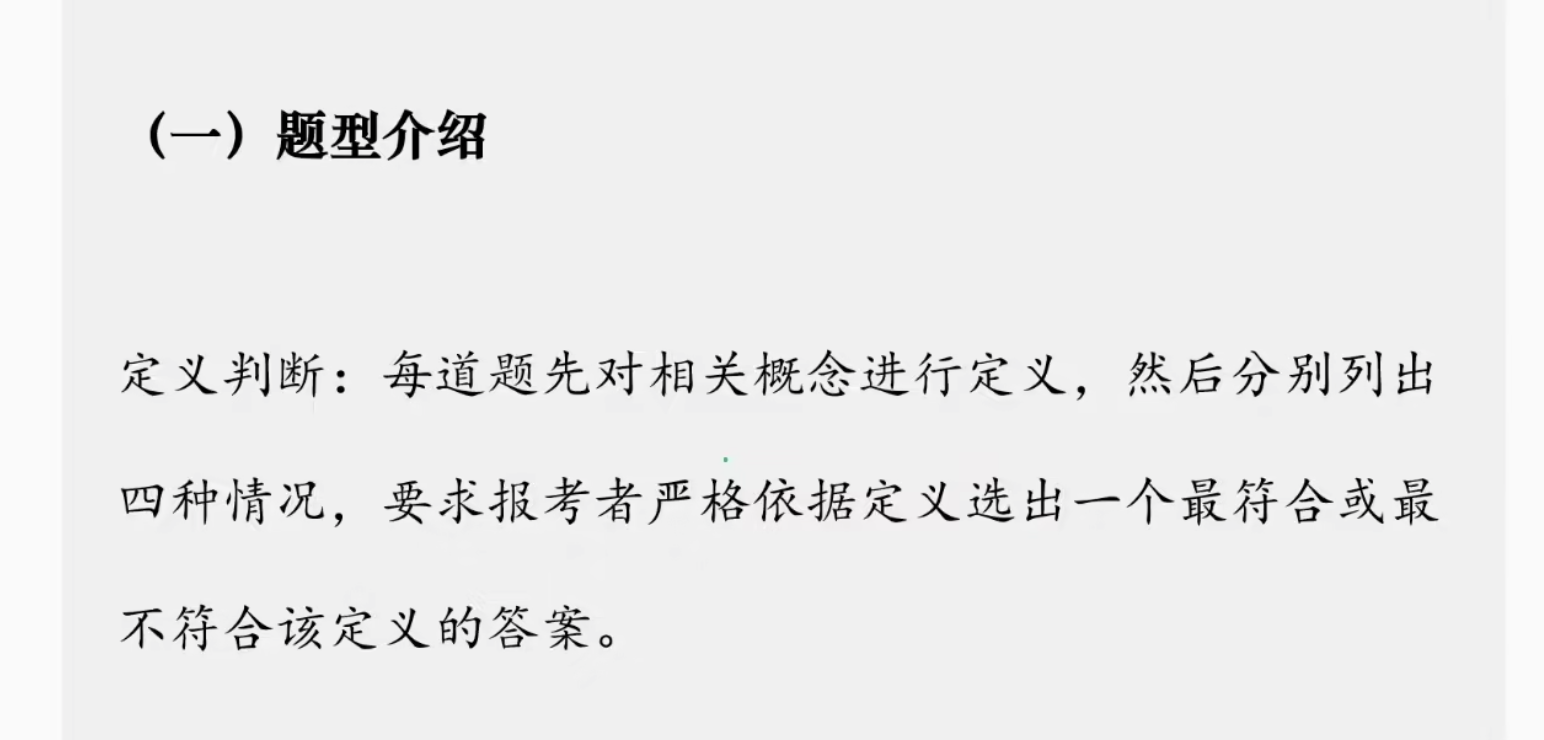 （一）题型介绍
定义判断：每道题先对相关概念进行定义，然后分别列出
四种情况，要求报考者严格依据定义选出一个最符合或最
不符合该定义的答案。